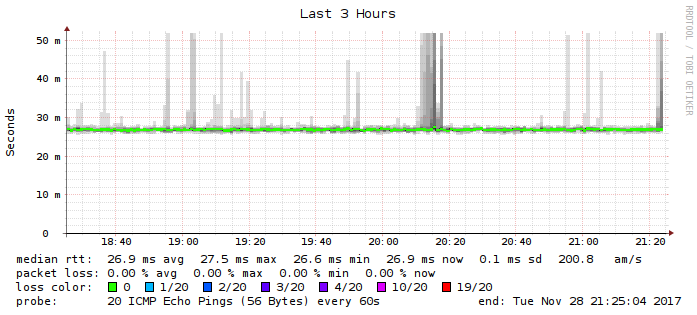 Last 3 Hours
RRDTOOL / TOBI OETIKER
Seconds
50 m
40 m
30 m
20 m
10 m
0
18:40 19:00 19:20 19:40 20:00 20:20 20:40 21:00 21:20
median rtt: 26.9 ms avg 27.5 ms max 26.6 ms min 26.9 ms now 0.1 ms sd 200.8 am/s
packet loss: 0.00 % avg 0.00 % max 0.00 % min 0.00 % now
loss color: 0 1/20 2/20 3/20 4/20 10/20 19/20
probe: 20 ICMP Echo Pings (56 Bytes) every 60s end: Tue Nov 28 21:25:04 2017